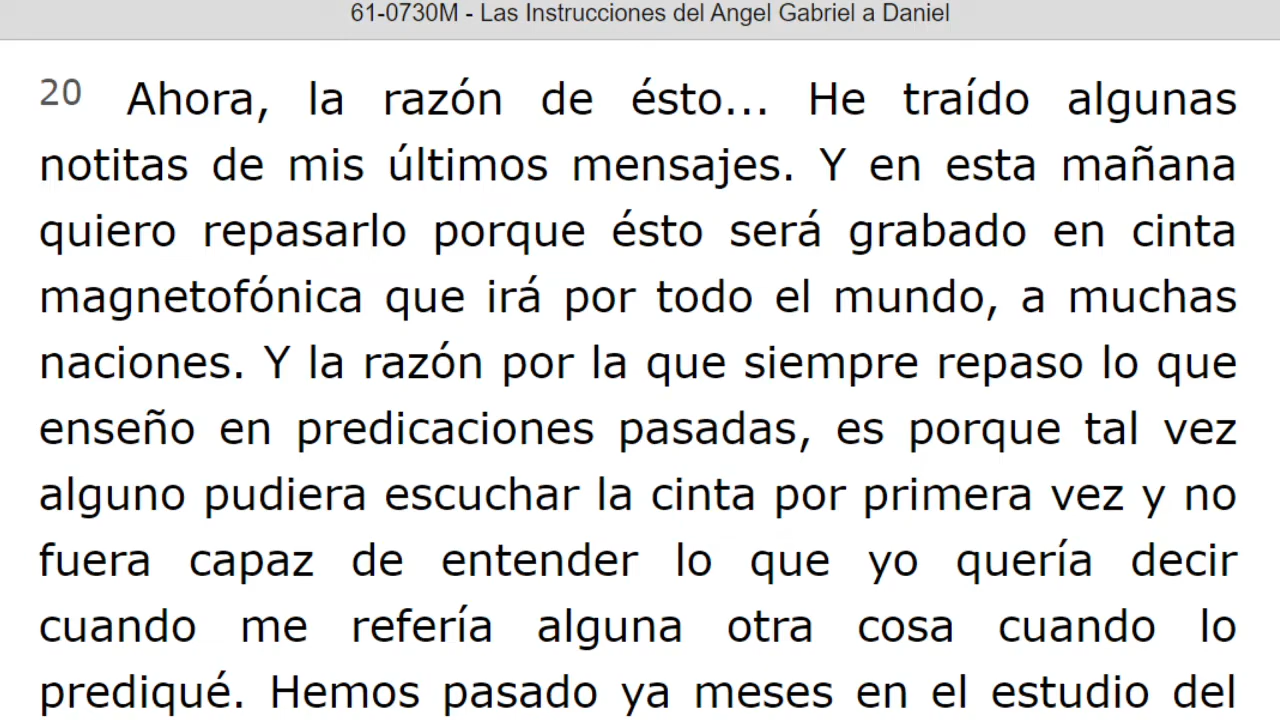 61-0730M - Las Instrucciones del Angel Gabriel a Daniel
20 Ahora, la razón de ésto... He traído algunas
notitas de mis últimos mensajes. Y en esta mañana
quiero repasarlo porque ésto será grabado en cinta
magnetofónica que irá por todo el mundo, a muchas
naciones. Y la razón por la que siempre repaso lo que
enseño en predicaciones pasadas, es porque tal vez
alguno pudiera escuchar la cinta por primera vez y no
fuera capaz de entender lo que yo quería decir
cuando me refería alguna otra cosa cuando lo
prediqué. Hemos pasado ya meses en el estudio del